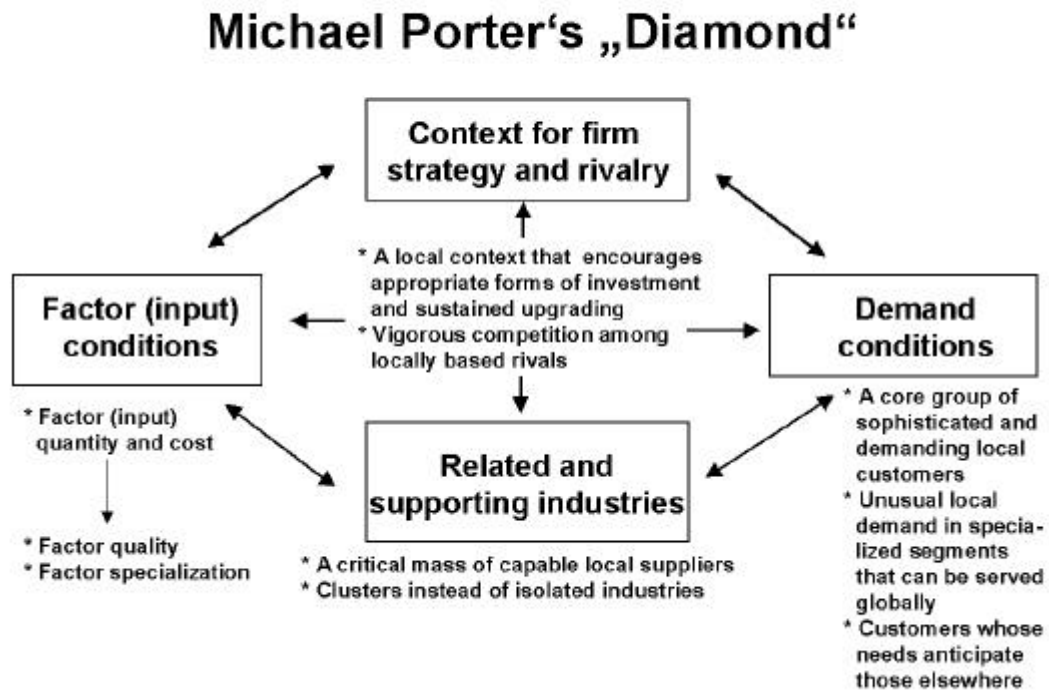 Michael Porter‘s „Diamond“
Context for firm
strategy and rivalry
* A local context that encourages
appropriate forms of investment
and sustained upgrading
* Vigorous competition among
locally based rivals
Factor (input)
conditions
* Factor (input)
quantity and cost
* Factor quality
* Factor specialization
Demand
conditions
* A core group of
sophisticated and
demanding local
customers
* Unusual local
demand in specia-
lized segments
that can be served
globally
* Customers whose
needs anticipate
those elsewhere
Related and
supporting industries
* A critical mass of capable local suppliers
* Clusters instead of isolated industries